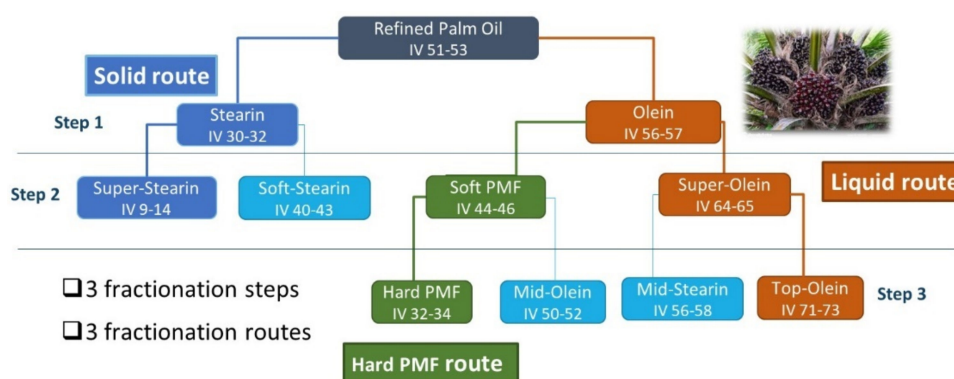 Refined Palm Oil
IV 51-53
Solid route
Step 1
Stearin
IV 30-32
Olein
IV 56-57
Step 2
Super-Stearin
IV 9-14
Soft-Stearin
IV 40-43
Soft PMF
IV 44-46
Super-Olein
IV 64-65
Liquid route
❑3 fractionation steps
❑3 fractionation routes
Hard PMF
IV 32-34
Mid-Olein
IV 50-52
Mid-Stearin
IV 56-58
Top-Olein
IV 71-73
Step 3
Hard PMF route